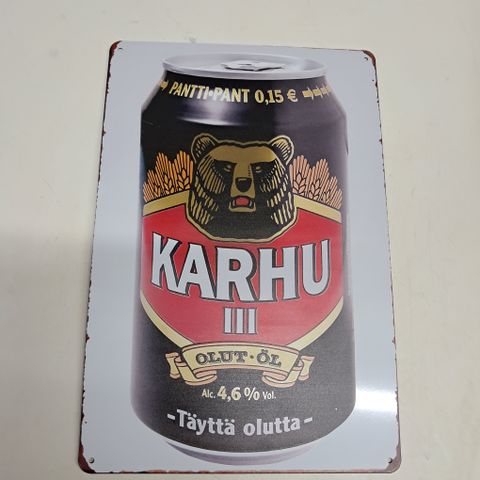 PANTTI•PANT 0,15 €
KARHU
III
OLUT•ÖL
Alc. 4,6% Vol.
-Täyttä olutta-